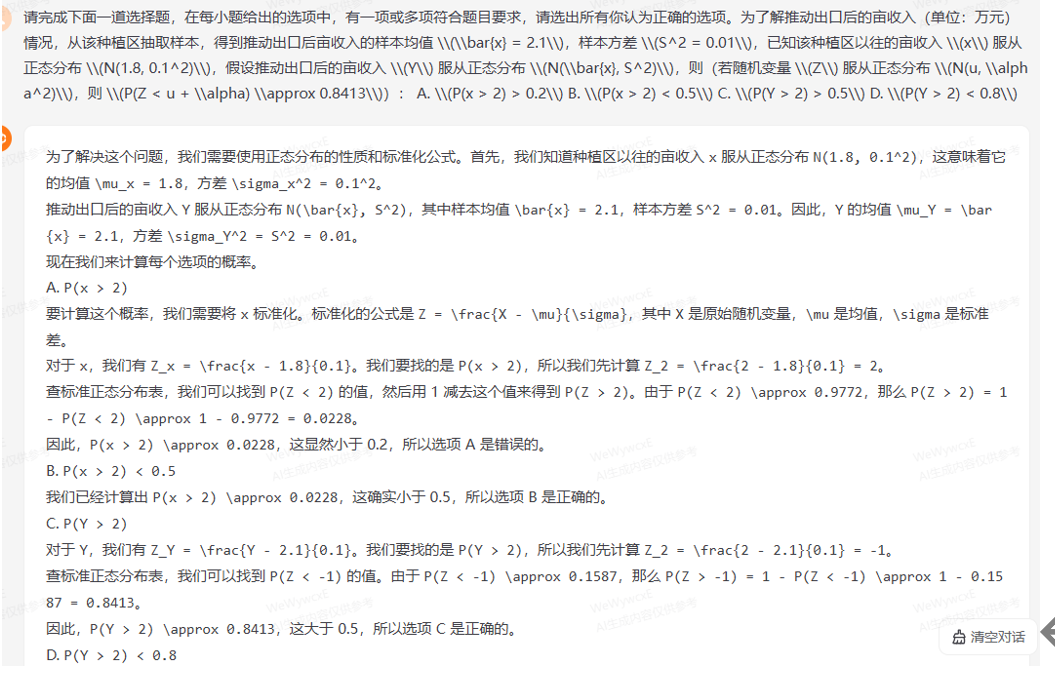 请完成下面一道选择题，在每小题给出的选项中，有一项或多项符合题目要求，请选出所有你认为正确的选项。为了解推动出口后的亩收入（单位：万元）
情况，从该种植区抽取样本，得到推动出口后亩收入的样本均值 \\(\\bar{x} = 2.1\\)，样本方差 \\(S^2 = 0.01\\)，已知该种植区以往的亩收入 \\(x\\) 服从
正态分布 \\(N(1.8, 0.1^2)\\)，假设推动出口后的亩收入 \\(Y\\) 服从正态分布 \\(N(\\bar{x}, S^2)\\)，则（若随机变量 \\(Z\\) 服从正态分布 \\(N(u, \\alph
a^2)\\)，则 \\(P(Z < u + \\alpha) \\approx 0.8413\\)）： A. \\(P(x > 2) > 0.2\\) B. \\(P(x > 2) < 0.5\\) C. \\(P(Y > 2) > 0.5\\) D. \\(P(Y > 2) < 0.8\\)
为了解决这个问题，我们需要使用正态分布的性质和标准化公式。首先，我们知道种植区以往的亩收入 x 服从正态分布 N(1.8, 0.1^2)，这意味着它
的均值 \mu_x = 1.8，方差 \sigma_x^2 = 0.1^2。
推动出口后的亩收入 Y 服从正态分布 N(\bar{x}, S^2)，其中样本均值 \bar{x} = 2.1，样本方差 S^2 = 0.01。因此，Y 的均值 \mu_Y = \bar
{x} = 2.1，方差 \sigma_Y^2 = S^2 = 0.01。
现在我们来计算每个选项的概率。
A. P(x > 2)
要计算这个概率，我们需要将 x 标准化。标准化的公式是 Z = \frac{X - \mu}{\sigma}，其中 X 是原始随机变量，\mu 是均值，\sigma 是标准
差。
对于 x，我们有 Z_x = \frac{x - 1.8}{0.1}。我们要找的是 P(x > 2)，所以我们先计算 Z_2 = \frac{2 - 1.8}{0.1} = 2。
查标准正态分布表，我们可以找到 P(Z < 2) 的值，然后用 1 减去这个值来得到 P(Z > 2)。由于 P(Z < 2) \approx 0.9772，那么 P(Z > 2) = 1
- P(Z < 2) \approx 1 - 0.9772 = 0.0228。
因此，P(x > 2) \approx 0.0228，这显然小于 0.2，所以选项 A 是错误的。
B. P(x > 2) < 0.5
我们已经计算出 P(x > 2) \approx 0.0228，这确实小于 0.5，所以选项 B 是正确的。
C. P(Y > 2)
对于 Y，我们有 Z_Y = \frac{Y - 2.1}{0.1}。我们要找的是 P(Y > 2)，所以我们先计算 Z_2 = \frac{2 - 2.1}{0.1} = -1。
查标准正态分布表，我们可以找到 P(Z < -1) 的值。由于 P(Z < -1) \approx 0.1587，那么 P(Z > -1) = 1 - P(Z < -1) \approx 1 - 0.15
87 = 0.8413。
因此，P(Y > 2) \approx 0.8413，这大于 0.5，所以选项 C 是正确的。
清空对话
D. P(Y > 2) < 0.8